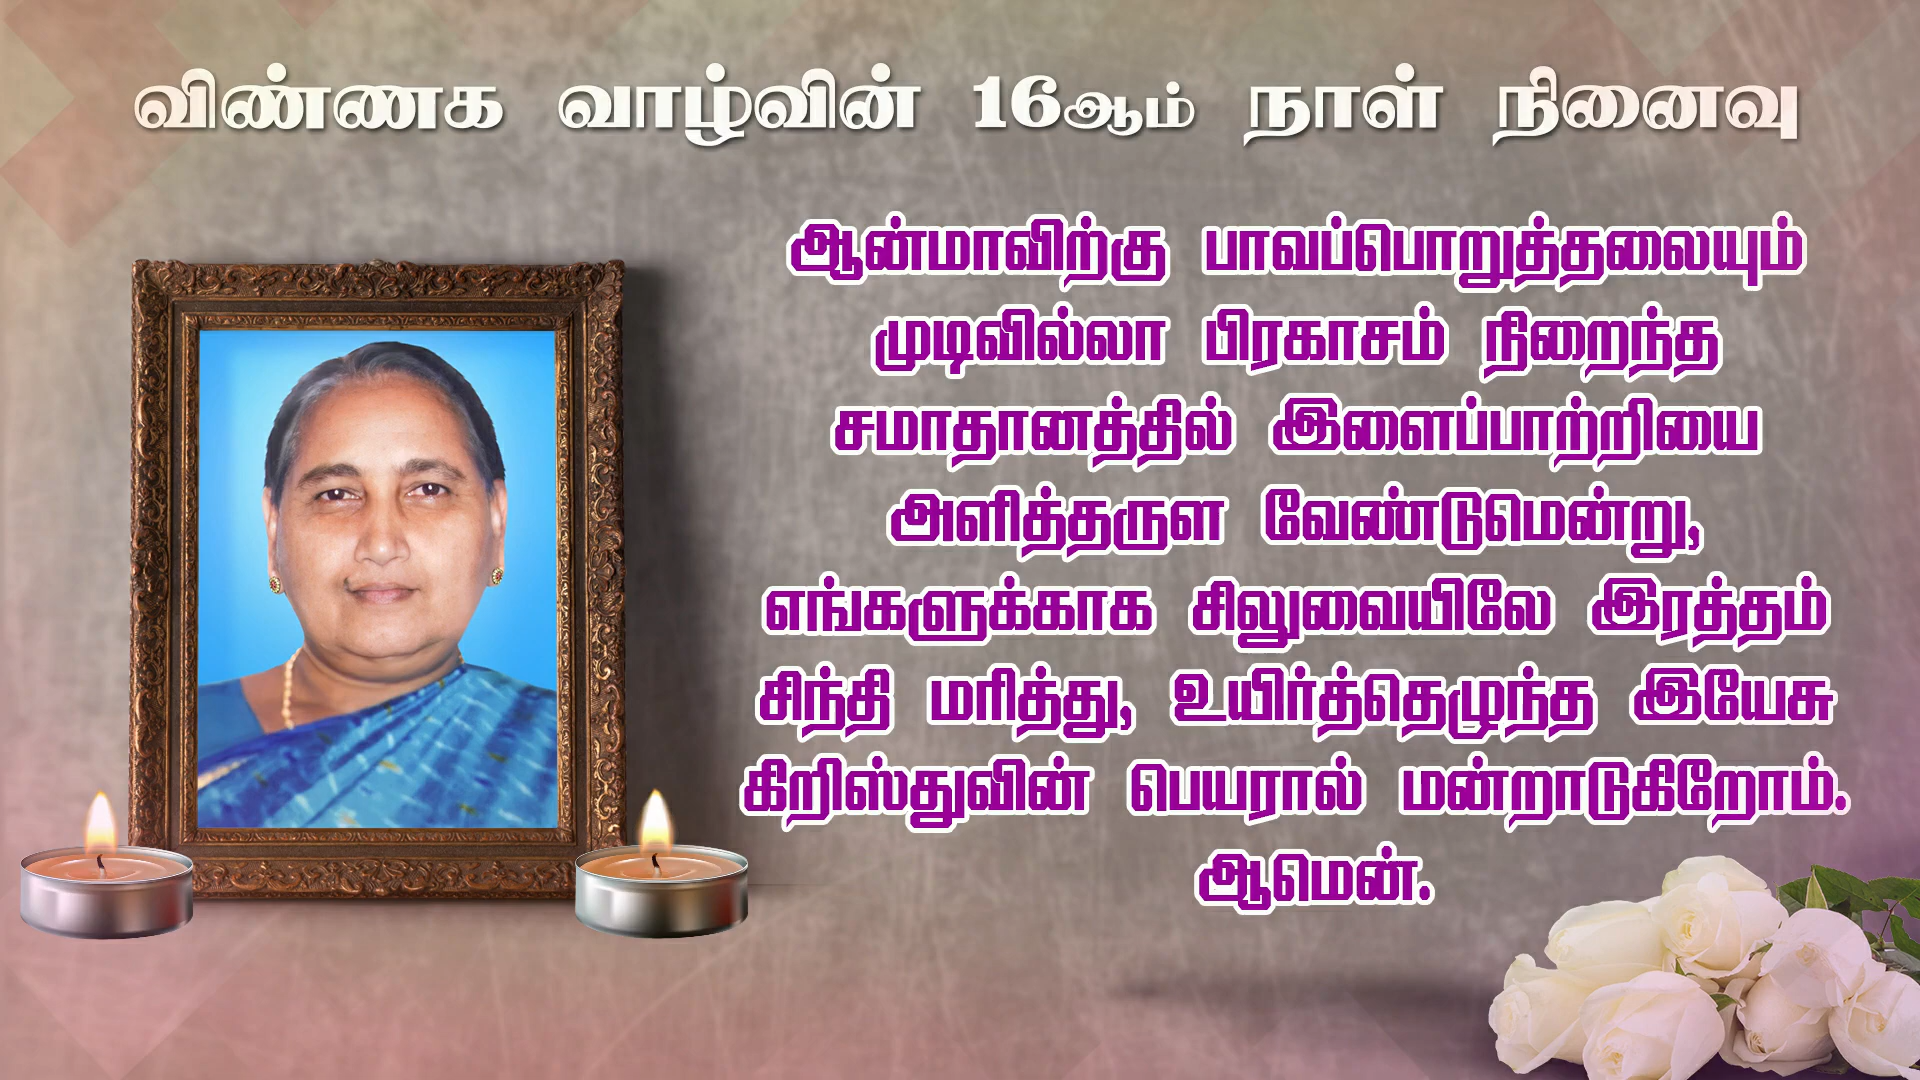 விண்ணக வாழ்வின் 16ஆம் நாள் நினைவு
ஆன்மாவிற்கு பாவப்பொறுத்தலையும்
முடிவில்லா பிரகாசம் நிறைந்த
சமாதானத்தில் இளைப்பாற்றியை
அளித்தருள வேண்டுமென்று,
எங்களுக்காக சிலுவையிலே இரத்தம்
சிந்தி மரித்து, உயிர்த்தெழுந்த இயேசு
கிறிஸ்துவின் பெயரால் மன்றாடுகிறோம்.
ஆமென்.